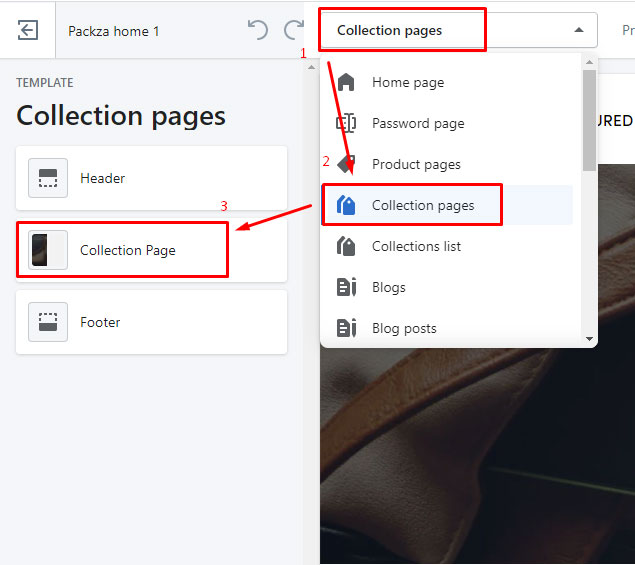 Packza home 1
Collection pages
Pr
1
TEMPLATE
Collection pages
Header
3
Collection Page
Footer
Home page
Password page
2
Product pages
Collection pages
Collections list
Blogs
Blog posts
URED